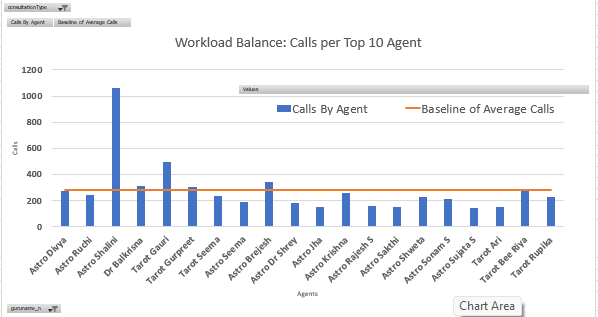 consultationType
Calls By Agent Baseline of Average Calls
Workload Balance: Calls per Top 10 Agent
Values
Calls By Agent Baseline of Average Calls
Calls
1200
1000
800
600
400
200
0
Astro Divya
Astro Ruchi
Astro Shalini
Dr Balkrisna
Tarot Gauri
Tarot Gurpreet
Tarot Seema
Astro Seema
Astro Brejesh
Astro Dr Shrey
Astro Jha
Astro Krishna
Astro Rajesh S
Astro Sakthi
Astro Shweta
Astro Sonam S
Astro Sujata S
Tarot Ari
Tarot Bee Riya
Tarot Rupika
Agents
Chart Area
guruname_n